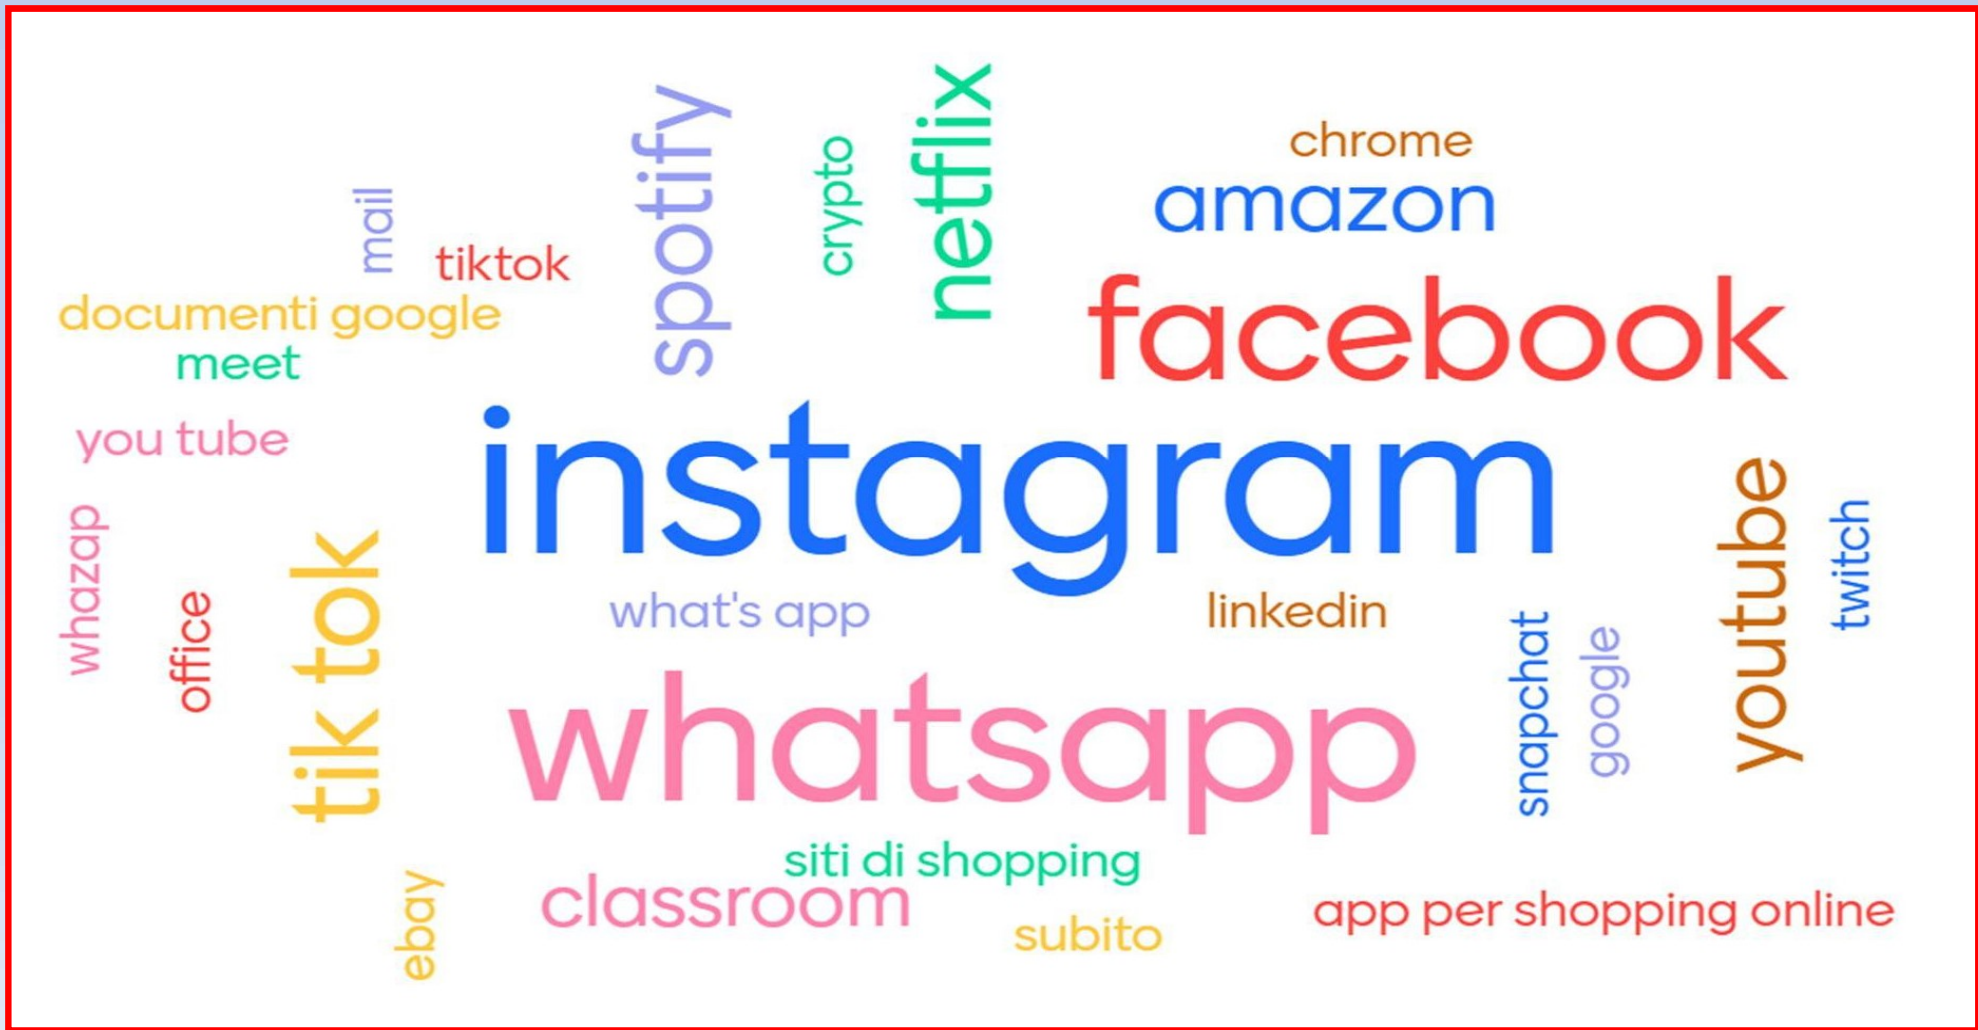 spotify
crypto
netflix
chrome
amazon
mail
tiktok
documenti google
meet
facebook
you tube
instagram
whazap
office
tik tok
what's app
linkedin
snapchat
google
youtube
twitch
whatsapp
siti di shopping
classroom
ebay
subito
app per shopping online